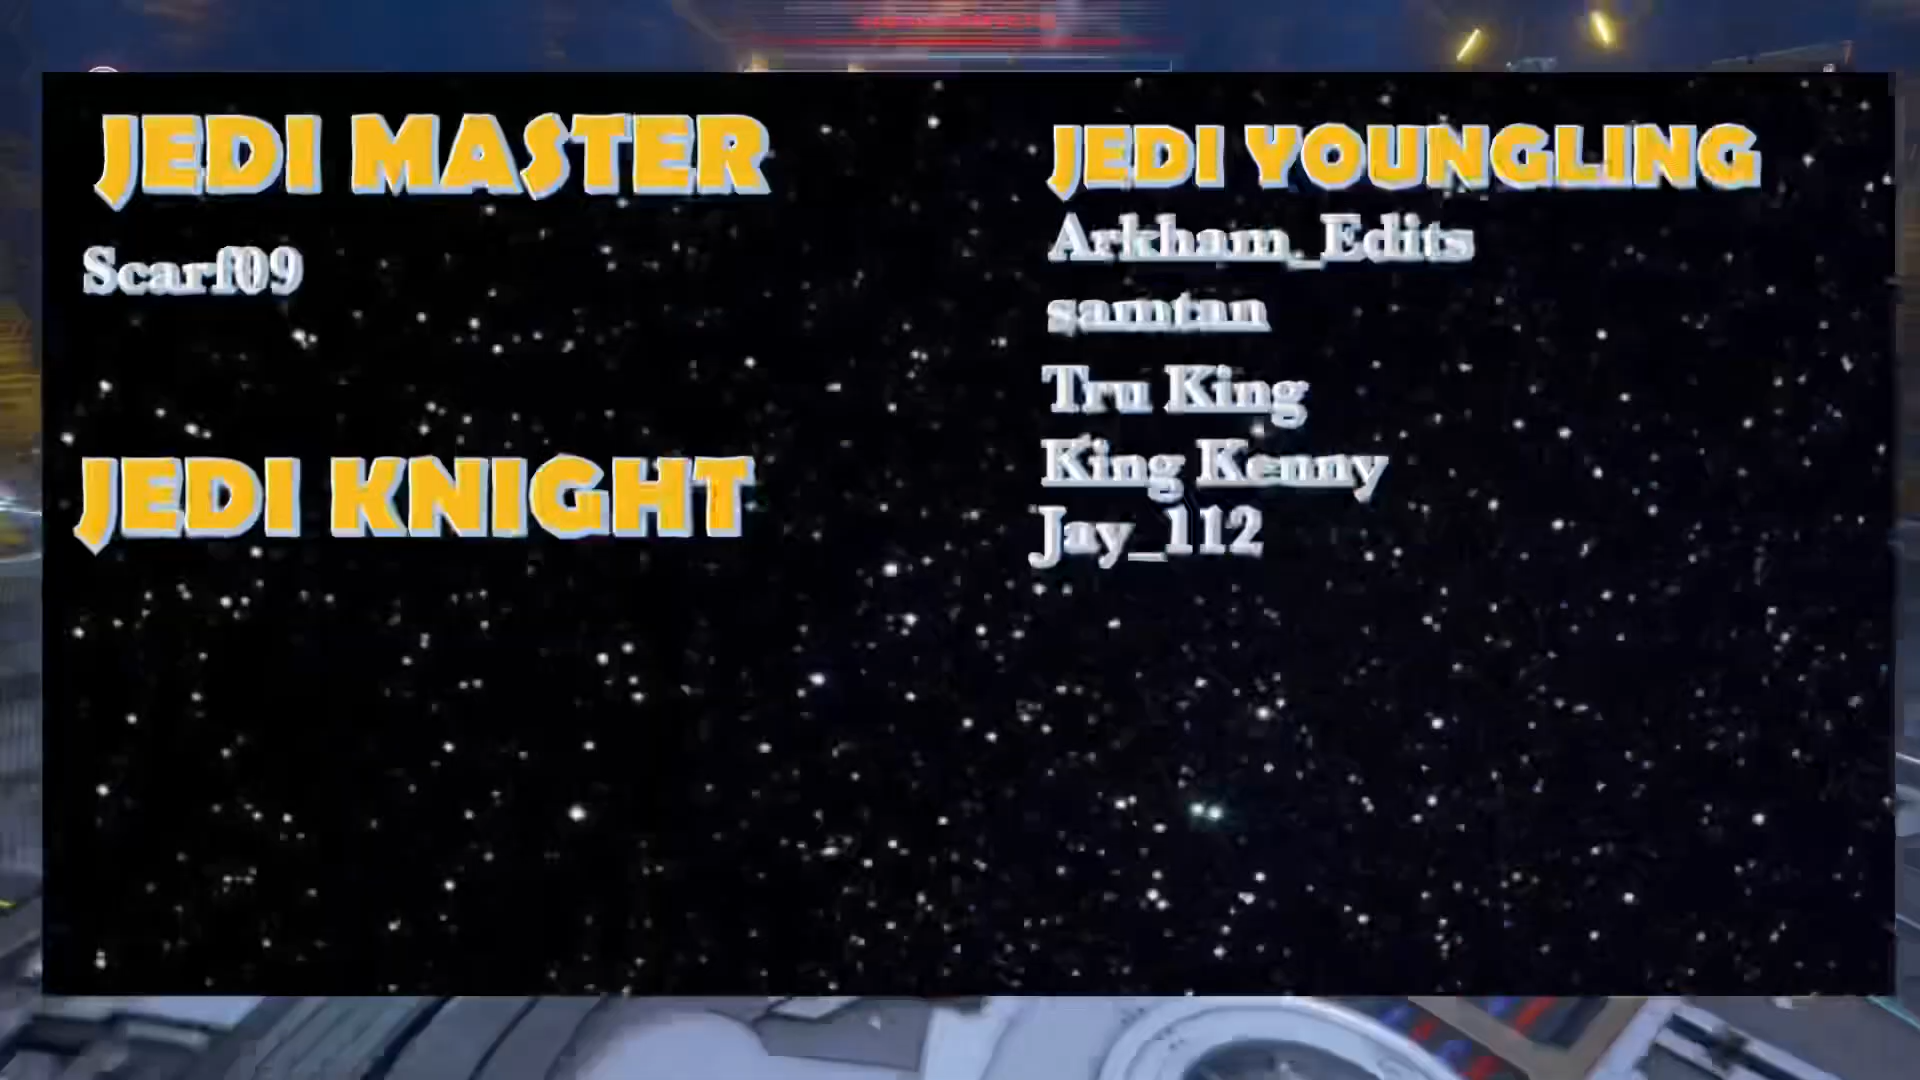 JEDI MASTER
Scarf09
JEDI KNIGHT
JEDI YOUNGLING
Arkham_Edits
samtan
Tru King
King Kenny
Jay_112